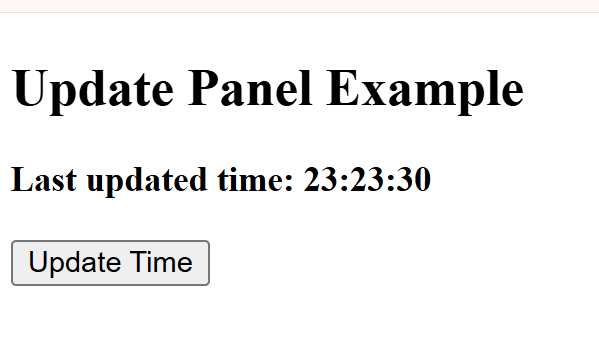 Update Panel Example
Last updated time: 23:23:30
Update Time